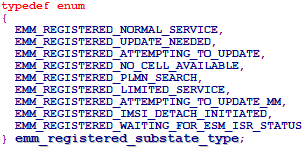 typedef enum
{
EMM_REGISTERED_NORMAL_SERVICE,
EMM_REGISTERED_UPDATE_NEEDED,
EMM_REGISTERED_ATTEMPTING_TO_UPDATE,
EMM_REGISTERED_NO_CELL_AVAILABLE,
EMM_REGISTERED_PLMN_SEARCH,
EMM_REGISTERED_LIMITED_SERVICE,
EMM_REGISTERED_ATTEMPTING_TO_UPDATE_MM,
EMM_REGISTERED_IMSI_DETACH_INITIATED,
EMM_REGISTERED_WAITING_FOR_ESM_ISR_STATUS
} emm_registered_substate_type;